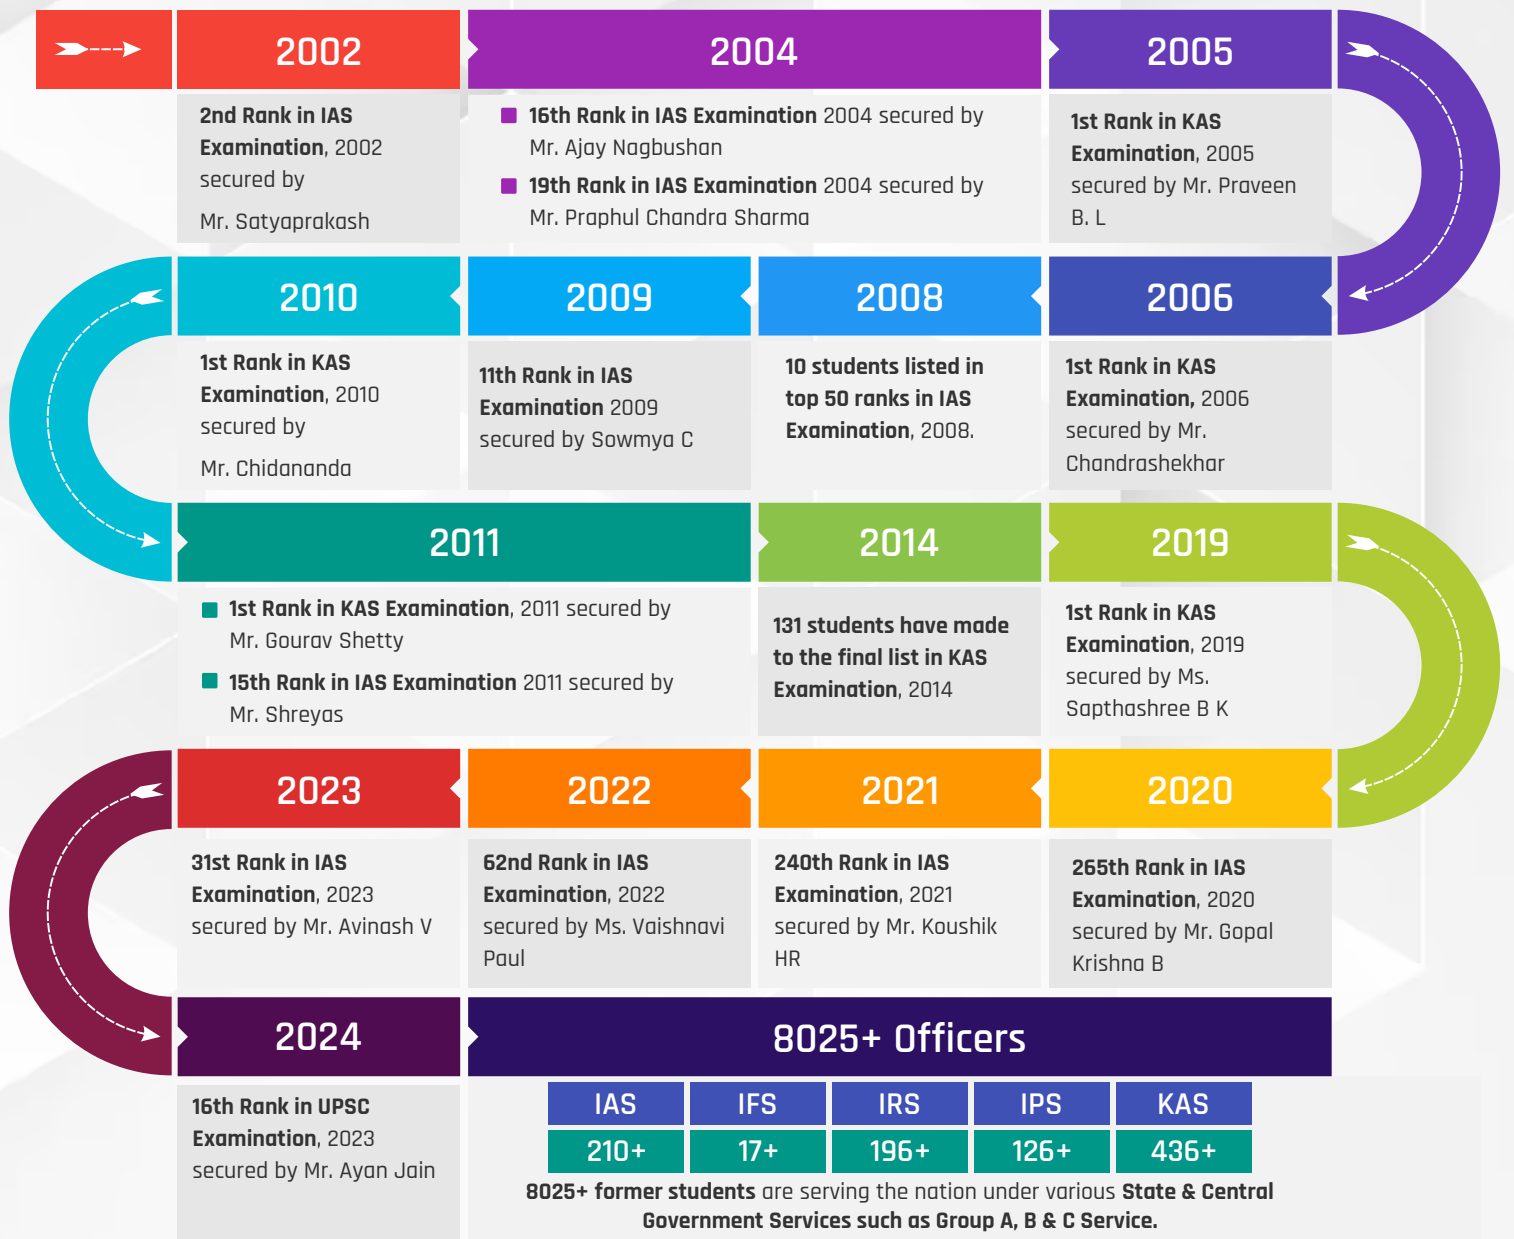 2002
2nd Rank in IAS
Examination, 2002
secured by
Mr. Satyaprakash
2004
16th Rank in IAS Examination 2004 secured by
Mr. Ajay Nagbushan
19th Rank in IAS Examination 2004 secured by
Mr. Praphul Chandra Sharma
2005
1st Rank in KAS
Examination, 2005
secured by Mr. Praveen
B. L
2006
1st Rank in KAS
Examination, 2006
secured by Mr.
Chandrashekhar
2008
10 students listed in
top 50 ranks in IAS
Examination, 2008.
2009
11th Rank in IAS
Examination 2009
secured by Sowmya C
2010
1st Rank in KAS
Examination, 2010
secured by
Mr. Chidananda
2011
1st Rank in KAS Examination, 2011 secured by
Mr. Gourav Shetty
15th Rank in IAS Examination 2011 secured by
Mr. Shreyas
2014
131 students have made
to the final list in KAS
Examination, 2014
2019
1st Rank in KAS
Examination, 2019
secured by Ms.
Sapthashree B K
2020
265th Rank in IAS
Examination, 2020
secured by Mr. Gopal
Krishna B
2021
240th Rank in IAS
Examination, 2021
secured by Mr. Koushik
HR
2022
62nd Rank in IAS
Examination, 2022
secured by Ms. Vaishnavi
Paul
2023
31st Rank in IAS
Examination, 2023
secured by Mr. Avinash V
2024
16th Rank in UPSC
Examination, 2023
secured by Mr. Ayan Jain
8025+ Officers
IAS IFS IRS IPS KAS
210+ 17+ 196+ 126+ 436+
8025+ former students are serving the nation under various State & Central
Government Services such as Group A, B & C Service.